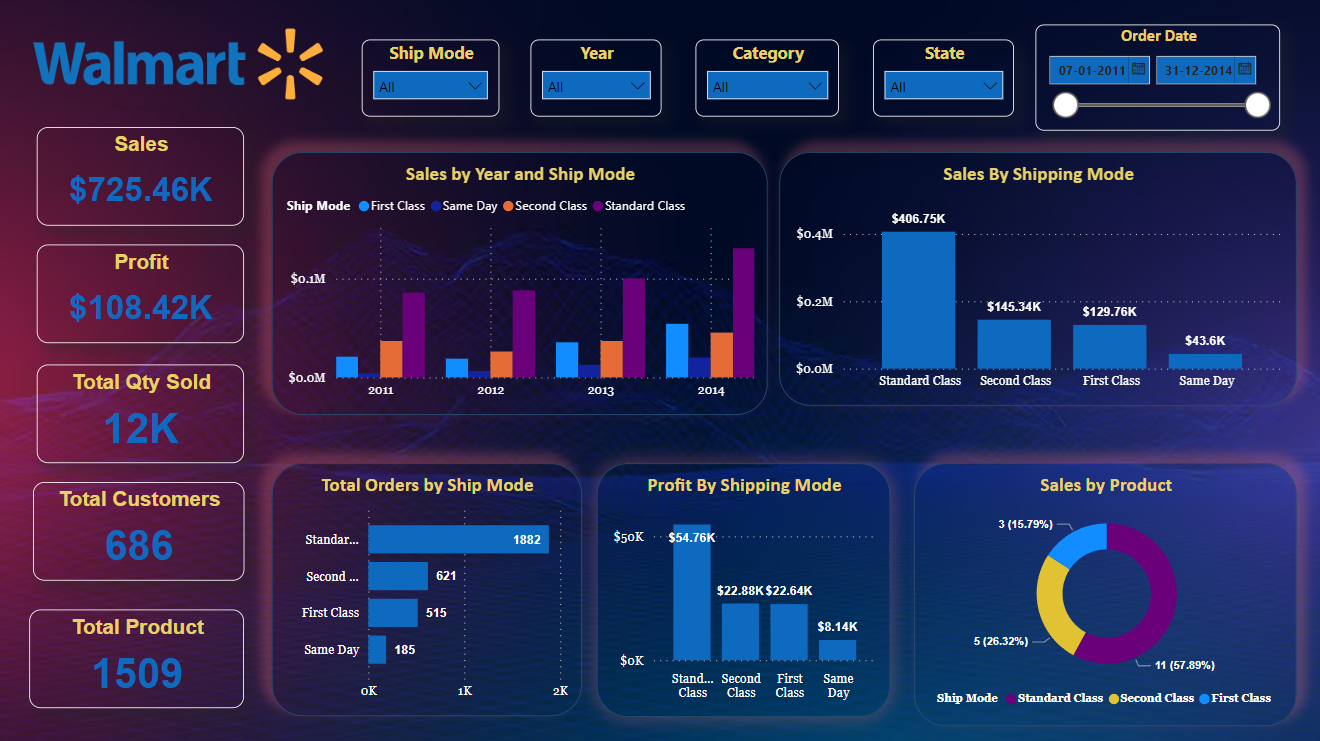 Walmart
Ship Mode
All
Year
All
Category
All
State
All
Order Date
07-01-2011
31-12-2014
Sales
$725.46K
Profit
$108.42K
Total Qty Sold
12K
Total Customers
686
Total Product
1509
Sales by Year and Ship Mode
Ship Mode First Class Same Day Second Class Standard Class
$0.1M
$0.0M
2011 2012 2013 2014
Sales By Shipping Mode
$0.4M
$0.2M
$0.0M
$406.75K
$145.34K
$129.76K
$43.6K
Standard Class Second Class First Class Same Day
Total Orders by Ship Mode
Standar... 1882
Second ... 621
First Class 515
Same Day 185
0K 1K 2K
Profit By Shipping Mode
$50K
$0K
$54.76K
$22.88K $22.64K
$8.14K
Stand... Second First Same
Class Class Class Day
Sales by Product
3 (15.79%)
5 (26.32%)
11 (57.89%)
Ship Mode Standard Class Second Class First Class